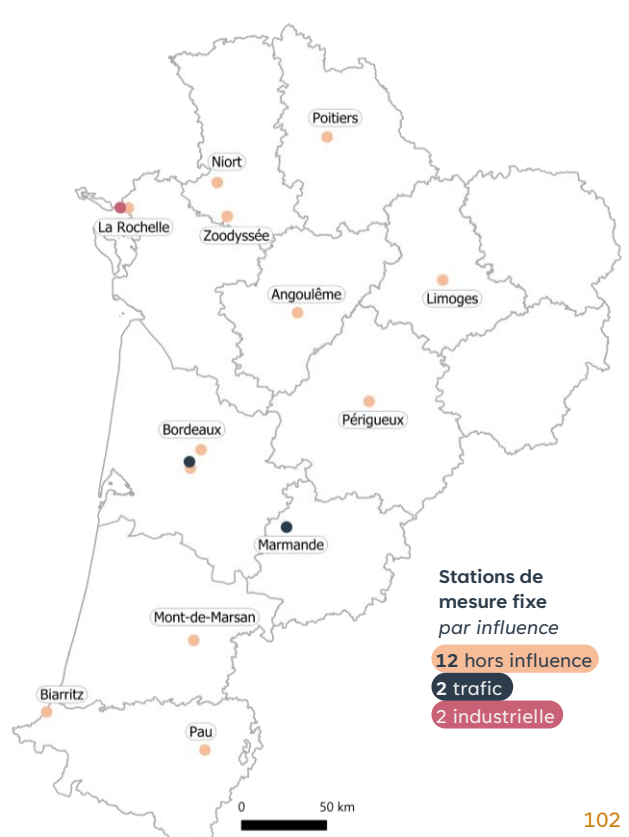 Poitiers
Niort
La Rochelle
Zoodyssée
Angoulême
Limoges
Périgueux
Bordeaux
Marmande
Stations de
mesure fixe
par influence
12 hors influence
2 trafic
2 industrielle
Mont-de-Marsan
Biarritz
Pau
0 50 km
102